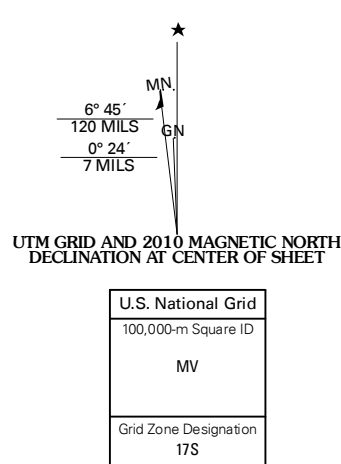 ★
MN.
6° 45´
120 MILS
GN
0° 24´
7 MILS
UTM GRID AND 2010 MAGNETIC NORTH
DECLINATION AT CENTER OF SHEET
U.S. National Grid
100,000-m Square ID
MV
Grid Zone Designation
17S